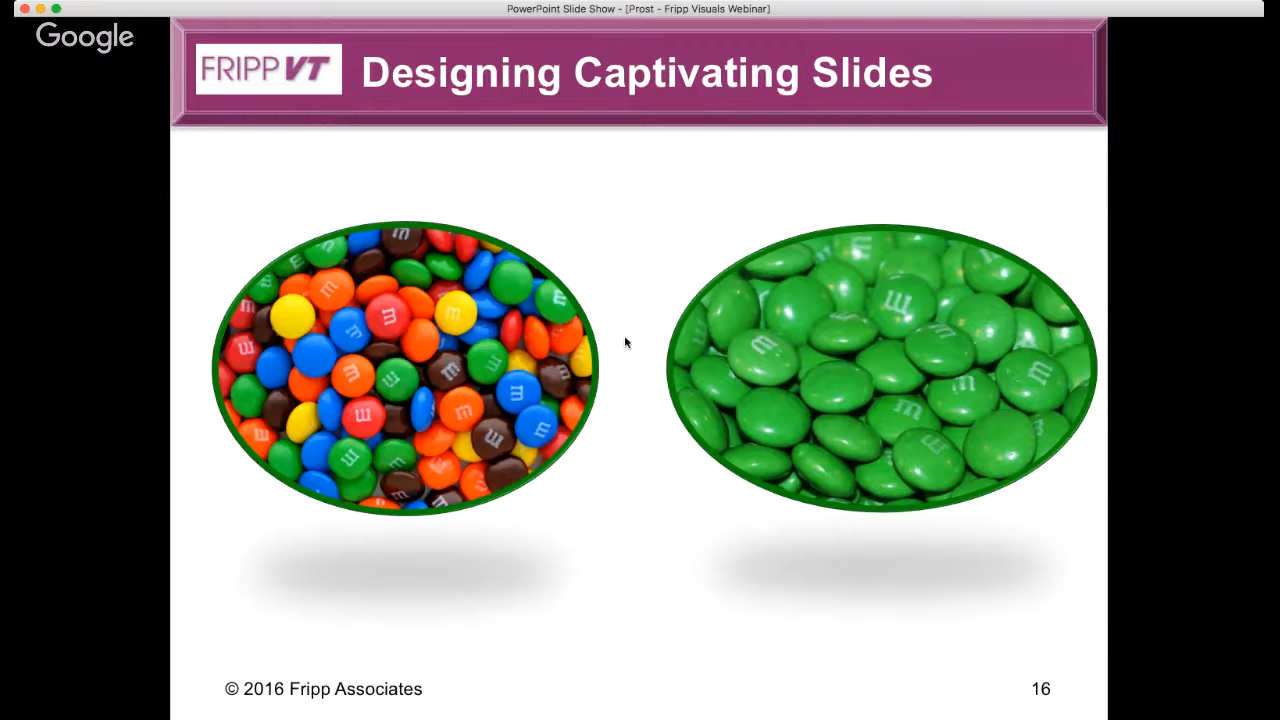 PowerPoint Slide Show - [Prost - Fripp Visuals Webinar]
Google
FRIPP VT
Designing Captivating Slides
© 2016 Fripp Associates
16